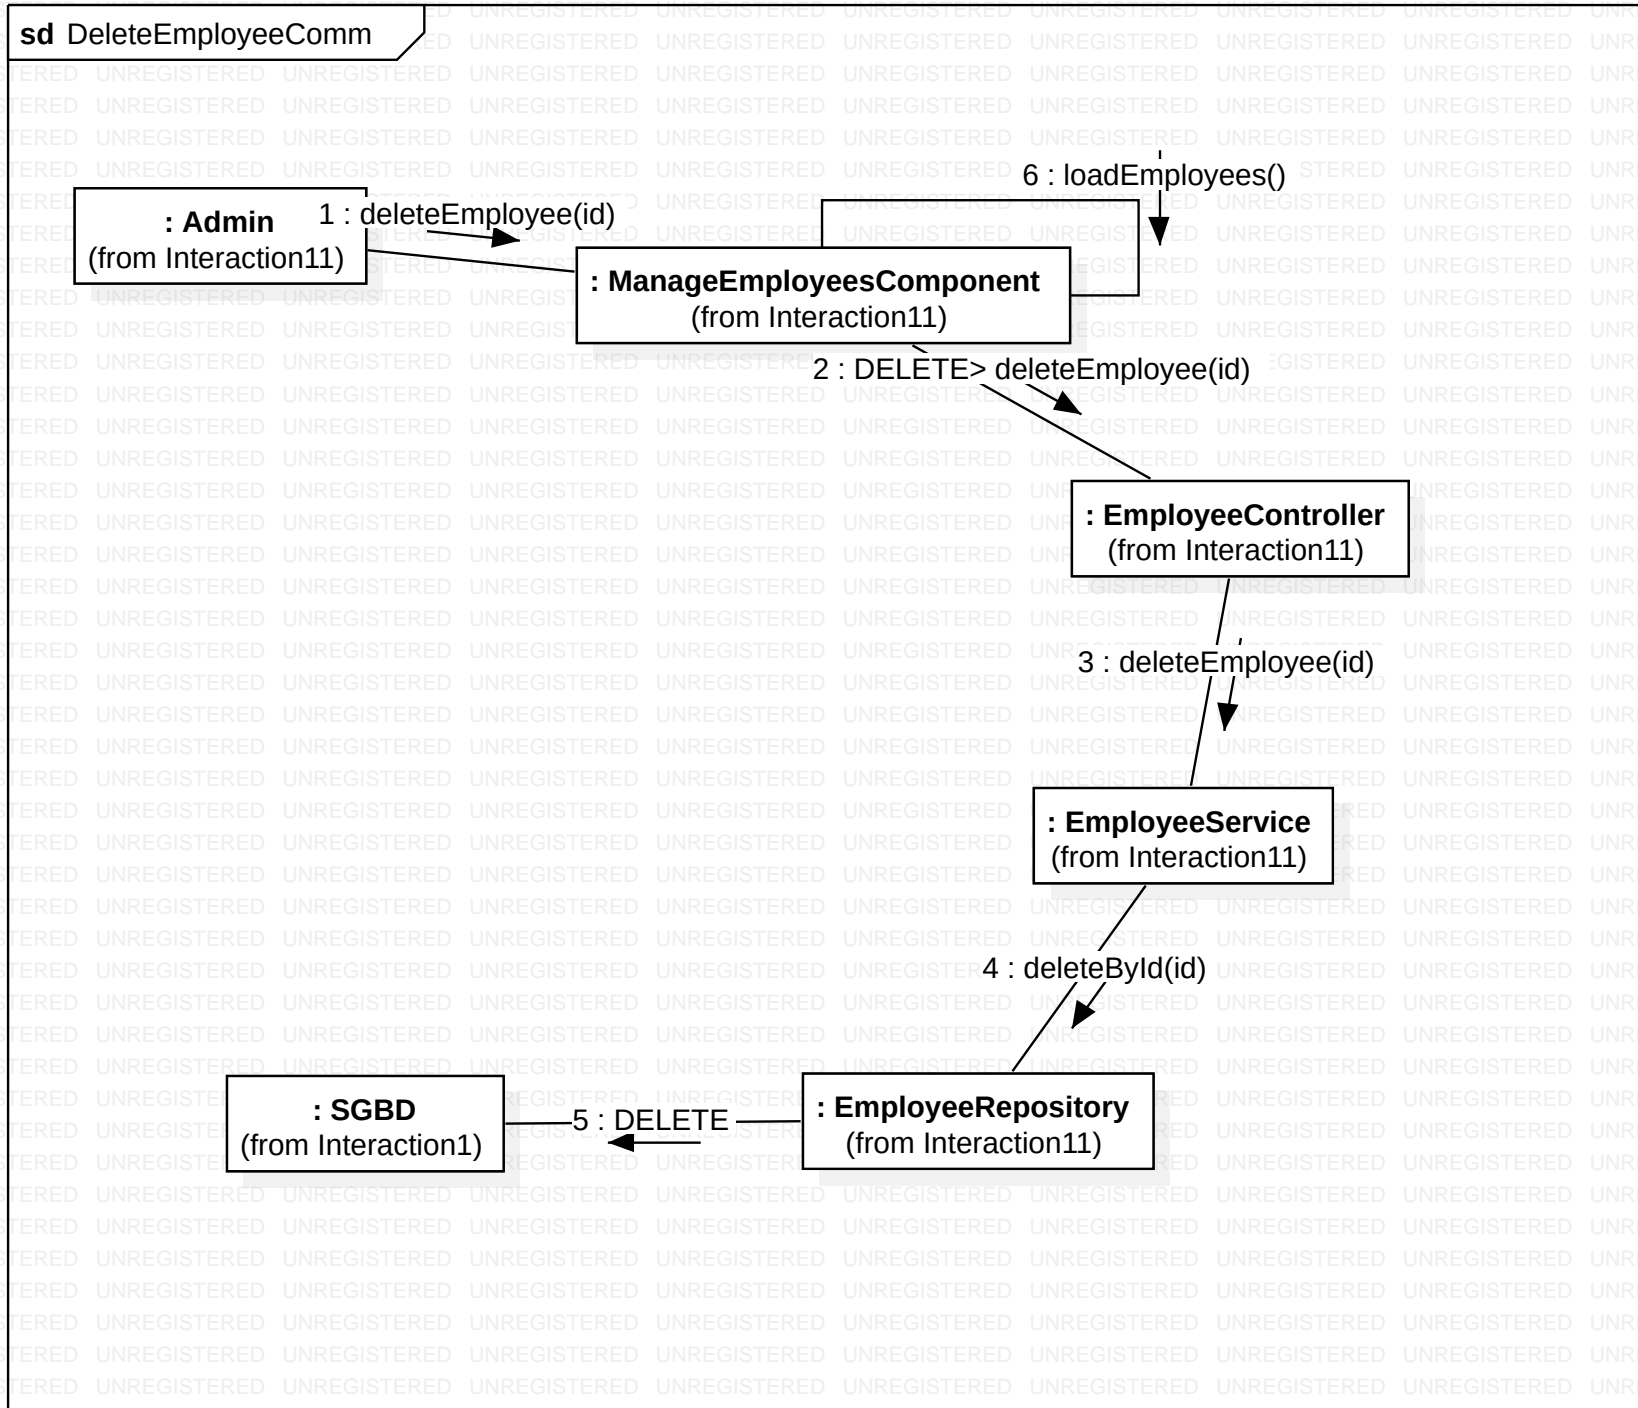 sd DeleteEmployeeComm
6 : loadEmployees()
: Admin
(from Interaction11)
1 : deleteEmployee(id)
: ManageEmployeesComponent
(from Interaction11)
2 : DELETE> deleteEmployee(id)
: EmployeeController
(from Interaction11)
3 : deleteEmployee(id)
: EmployeeService
(from Interaction11)
4 : deleteById(id)
: SGBD
(from Interaction1)
5 : DELETE
: EmployeeRepository
(from Interaction11)
UNREGISTERED